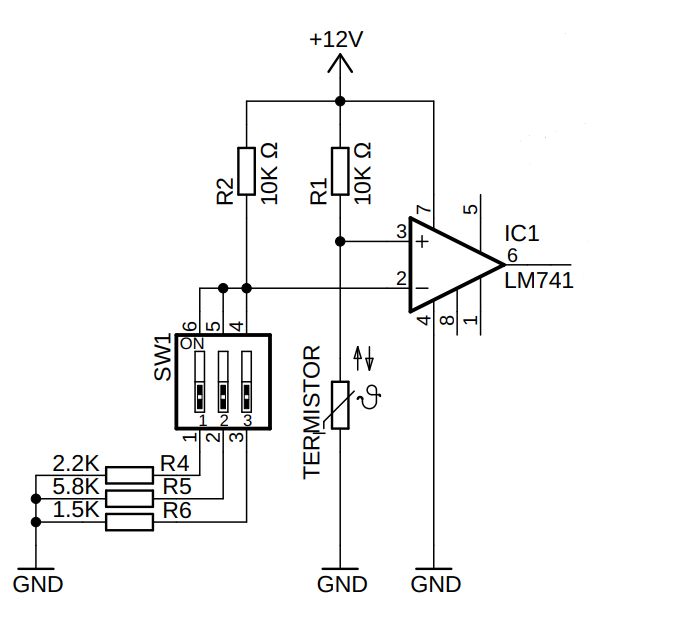 +12V
R2
10K Ω
R1
10K Ω
7
5
3
+
IC1
6
2
−
LM741
6
5
4
4
8
1
SW1
ON
1
2
3
TERMISTOR
ϑ
1
2
3
2.2K
R4
5.8K
R5
1.5K
R6
GND
GND
GND